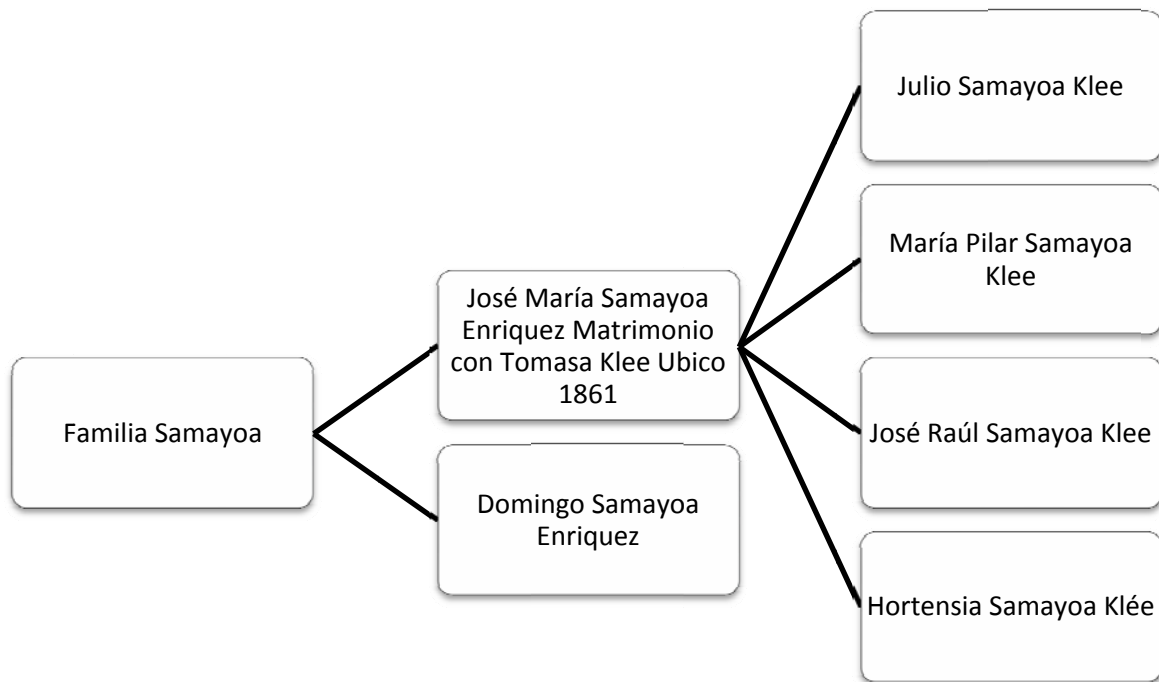 Familia Samayoa
José María Samayoa
Enriquez Matrimonio
con Tomasa Klee Ubico
1861
Domingo Samayoa
Enriquez
Julio Samayoa Klee
María Pilar Samayoa
Klee
José Raúl Samayoa Klee
Hortensia Samayoa Klée